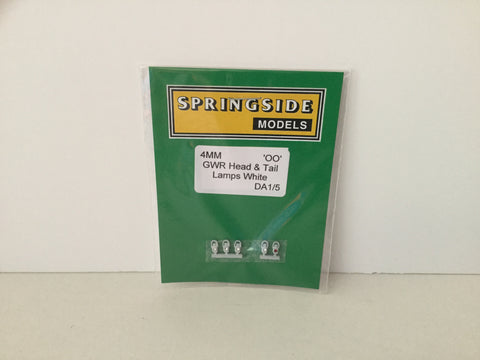 SPRINGSIDE
MODELS
4MM 'OO'
GWR Head & Tail
Lamps White
DA1/5